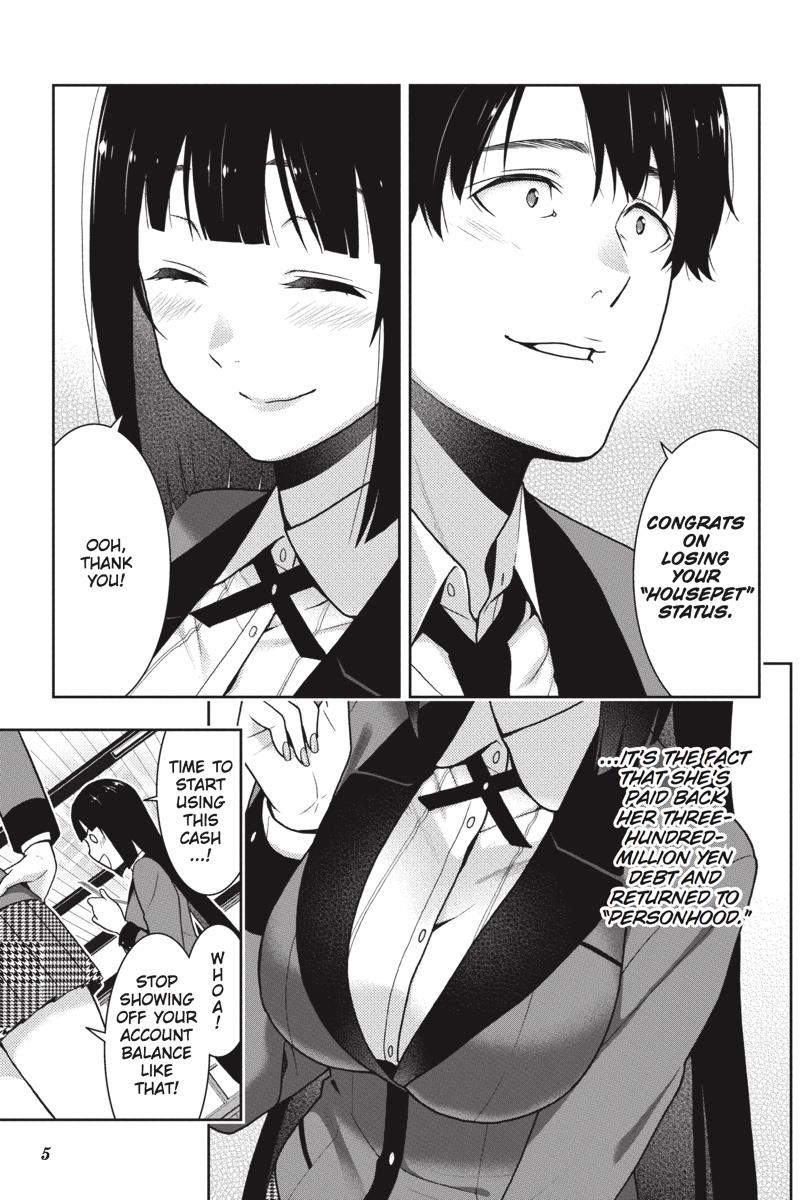 CONGRATS
ON
LOSING
YOUR
"HOUSEPET"
STATUS.
OOH,
THANK
YOU!
...IT'S THE FACT
THAT SHE'S
PAID BACK
HER THREE-
HUNDRED-
MILLION YEN
DEBT AND
RETURNED TO
"PERSONHOOD."
TIME TO
START
USING
THIS
CASH
...!
WHOA!
STOP
SHOWING
OFF YOUR
ACCOUNT
BALANCE
LIKE
THAT!
5